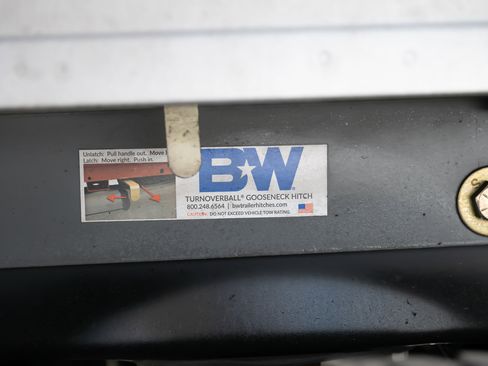 Unlatch: Pull handle out. Move
Latch: Move right. Push in.
B★W
TURNOVERBALL® GOOSENECK HITCH
800.248.6564 | bwtrailerhitches.com
CAUTION: DO NOT EXCEED VEHICLE TOW RATING.